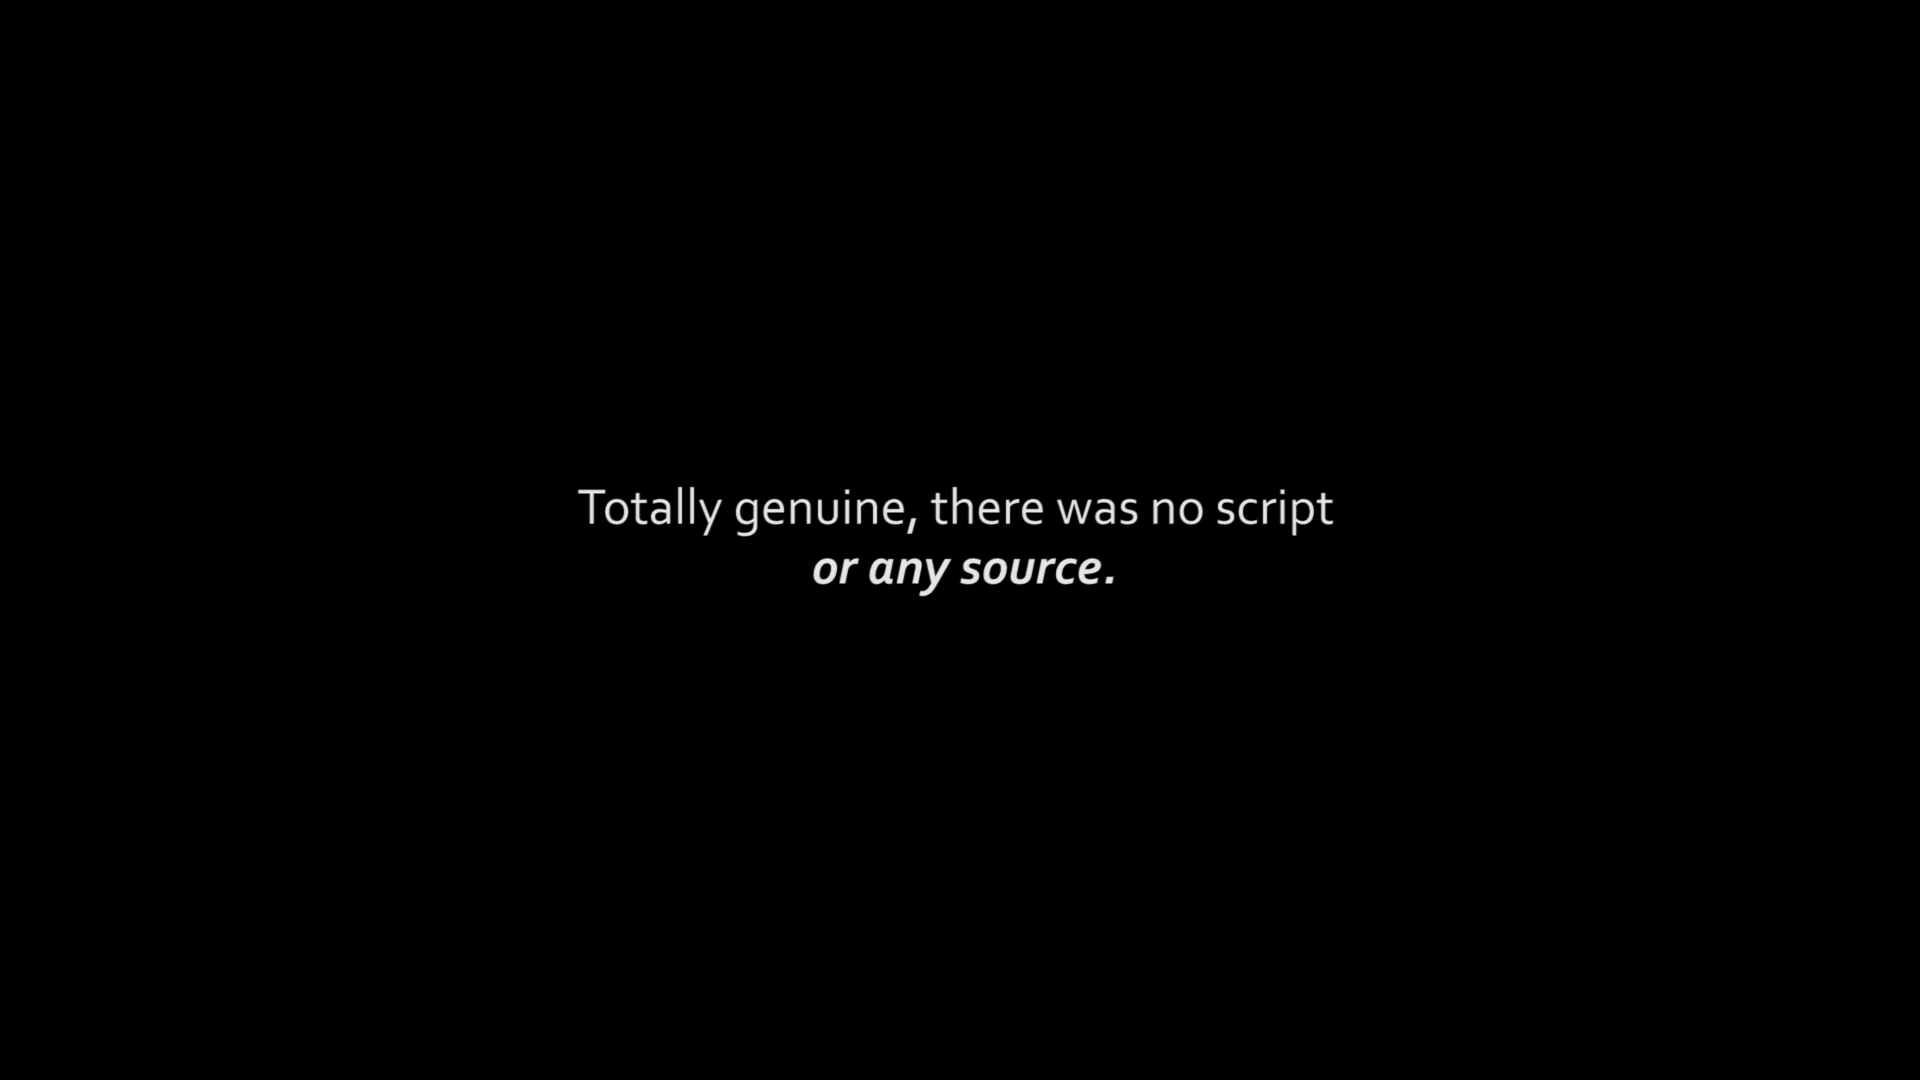 Totally genuine, there was no script
or any source.